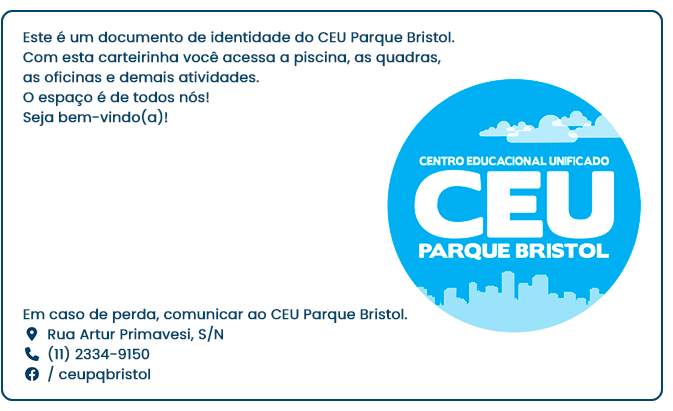 Este é um documento de identidade do CEU Parque Bristol.
Com esta carteirinha você acessa a piscina, as quadras,
as oficinas e demais atividades.
O espaço é de todos nós!
Seja bem-vindo(a)!
CENTRO EDUCACIONAL UNIFICADO
CEU
PARQUE BRISTOL
Em caso de perda, comunicar ao CEU Parque Bristol.
Rua Artur Primavesi, S/N
(11) 2334-9150
/ ceupqbristol